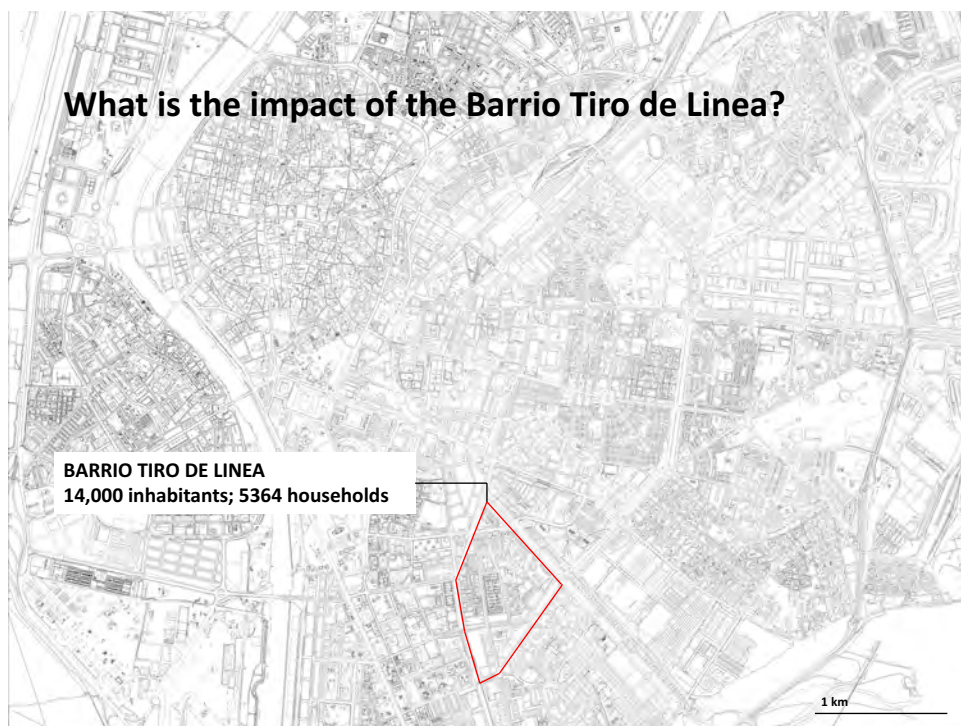 What is the impact of the Barrio Tiro de Linea?
BARRIO TIRO DE LINEA
14,000 inhabitants; 5364 households
1 km